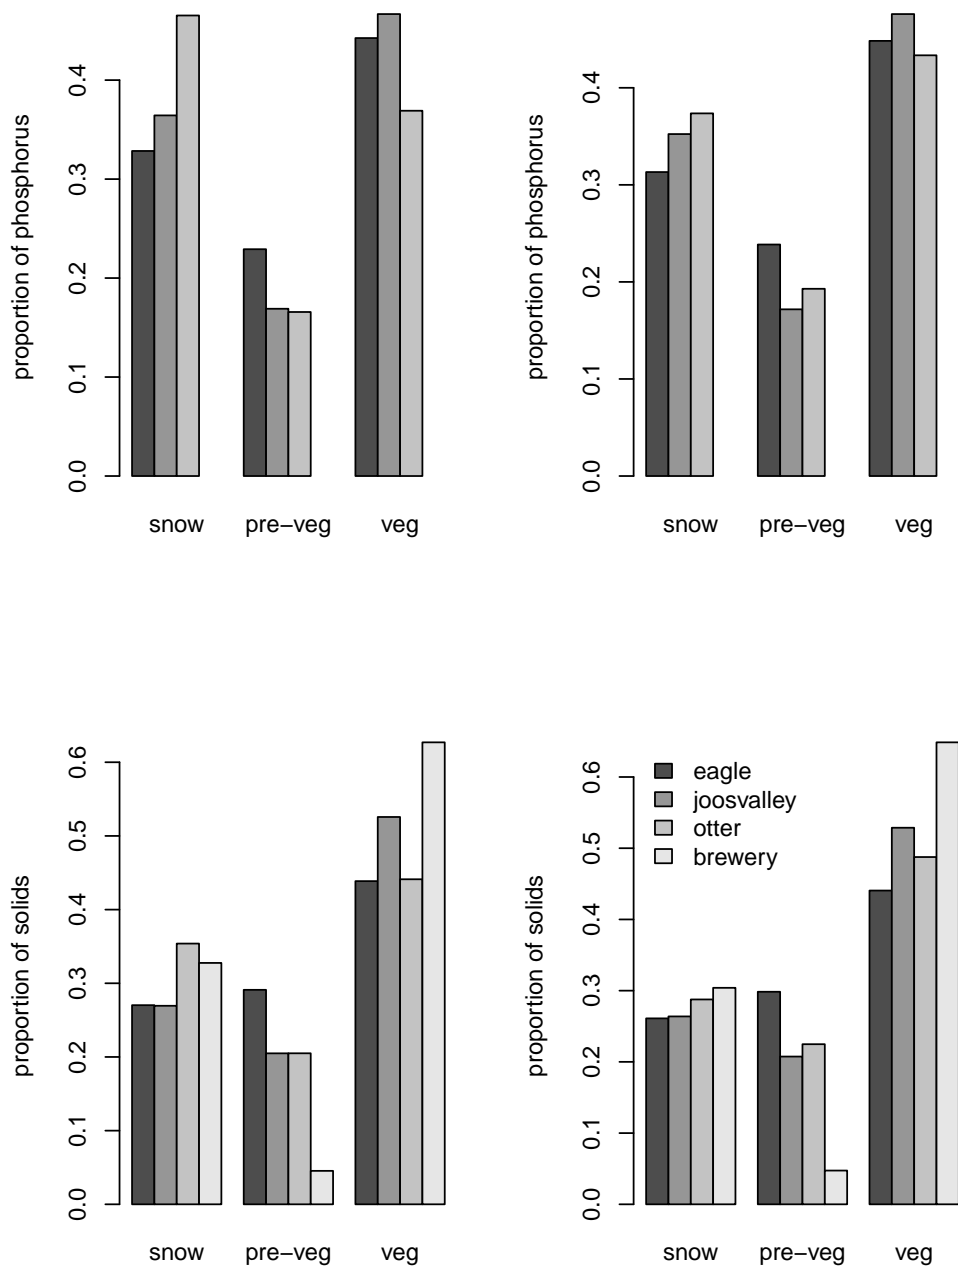 proportion of phosphorus
0.0 0.1 0.2 0.3 0.4
snow pre−veg veg
proportion of phosphorus
0.0 0.1 0.2 0.3 0.4
snow pre−veg veg
proportion of solids
0.0 0.1 0.2 0.3 0.4 0.5 0.6
snow pre−veg veg
proportion of solids
0.0 0.1 0.2 0.3 0.4 0.5 0.6
eagle
joosvalley
otter
brewery
snow pre−veg veg